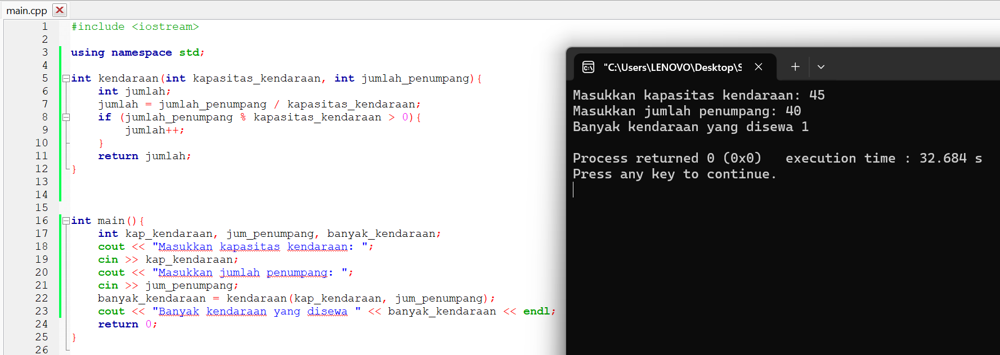 main.cpp
1 #include <iostream>
2
3 using namespace std;
4
5 int kendaraan(int kapasitas_kendaraan, int jumlah_penumpang){
6 int jumlah;
7 jumlah = jumlah_penumpang / kapasitas_kendaraan;
8 if (jumlah_penumpang % kapasitas_kendaraan > 0){
9 jumlah++;
10 }
11 return jumlah;
12 }
13
14
15
16 int main(){
17 int kap_kendaraan, jum_penumpang, banyak_kendaraan;
18 cout << "Masukkan kapasitas kendaraan: ";
19 cin >> kap_kendaraan;
20 cout << "Masukkan jumlah penumpang: ";
21 cin >> jum_penumpang;
22 banyak_kendaraan = kendaraan(kap_kendaraan, jum_penumpang);
23 cout << "Banyak kendaraan yang disewa " << banyak_kendaraan << endl;
24 return 0;
25 }
26
"C:\Users\LENOVO\Desktop\S
Masukkan kapasitas kendaraan: 45
Masukkan jumlah penumpang: 40
Banyak kendaraan yang disewa 1
Process returned 0 (0x0) execution time : 32.684 s
Press any key to continue.